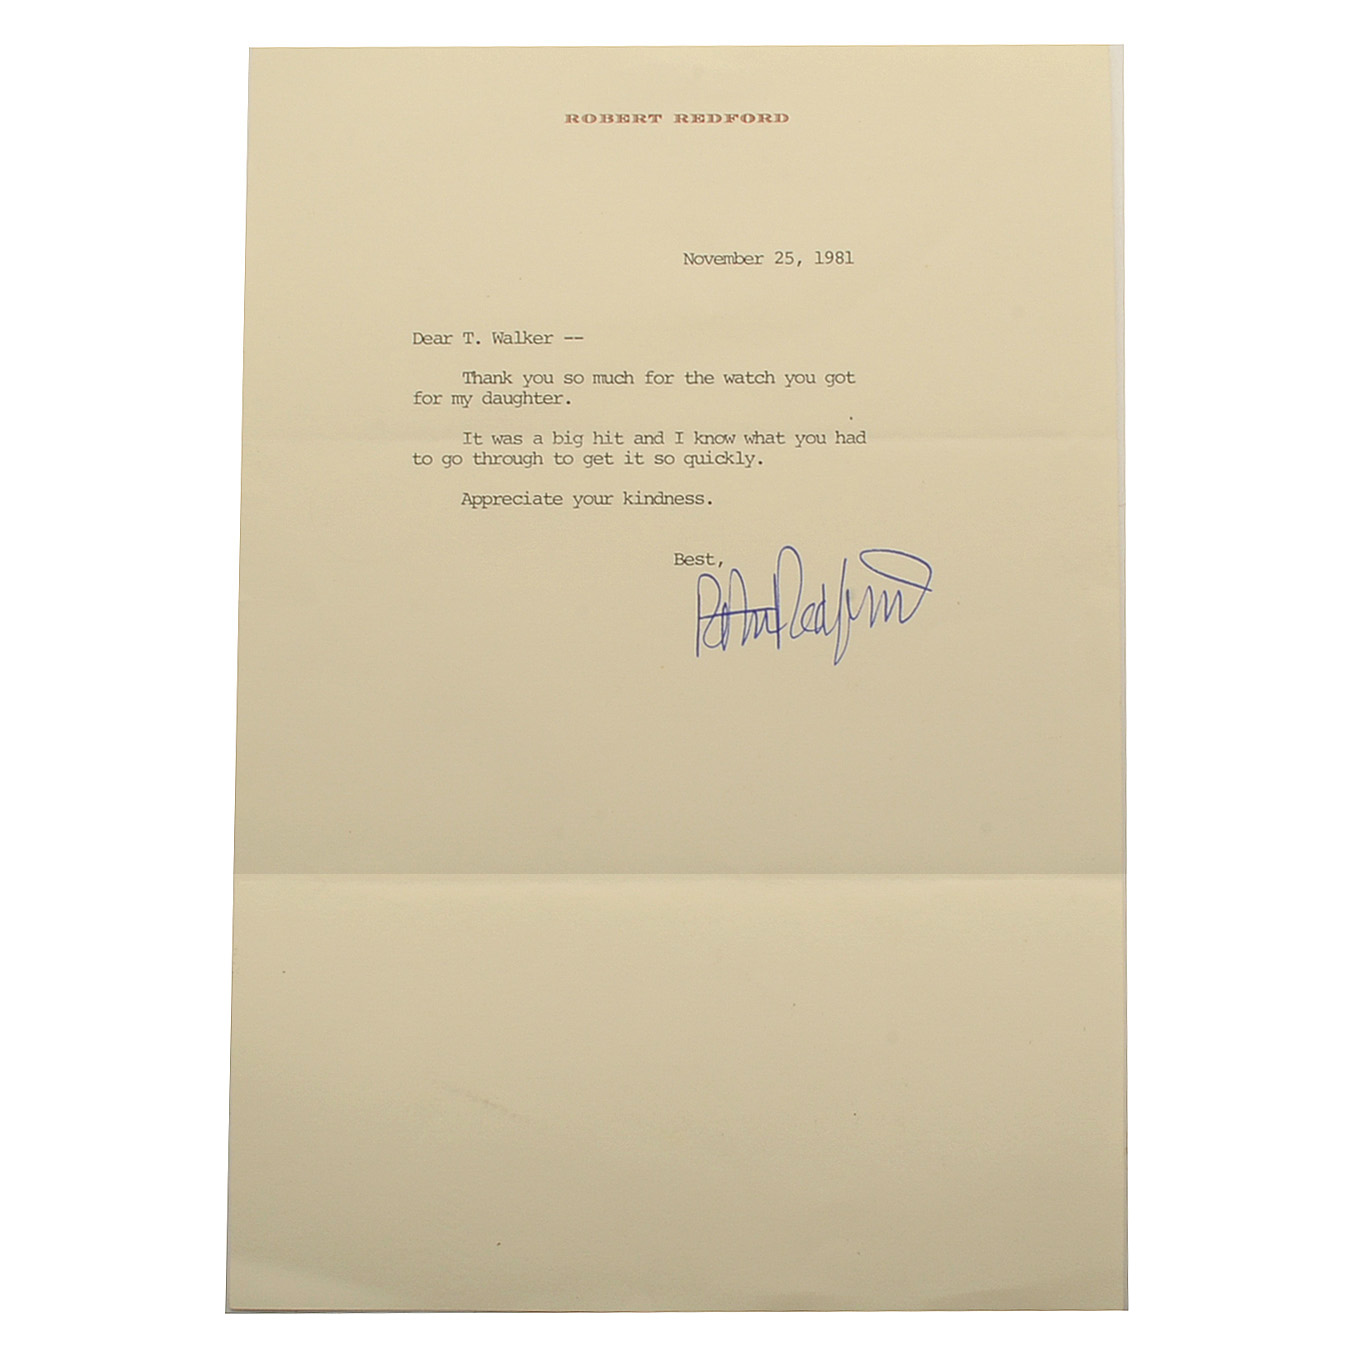 ROBERT REDFORD
November 25, 1981
Dear T. Walker --
Thank you so much for the watch you got
for my daughter.
It was a big hit and I know what you had
to go through to get it so quickly.
Appreciate your kindness.
Best,
Robert Redford